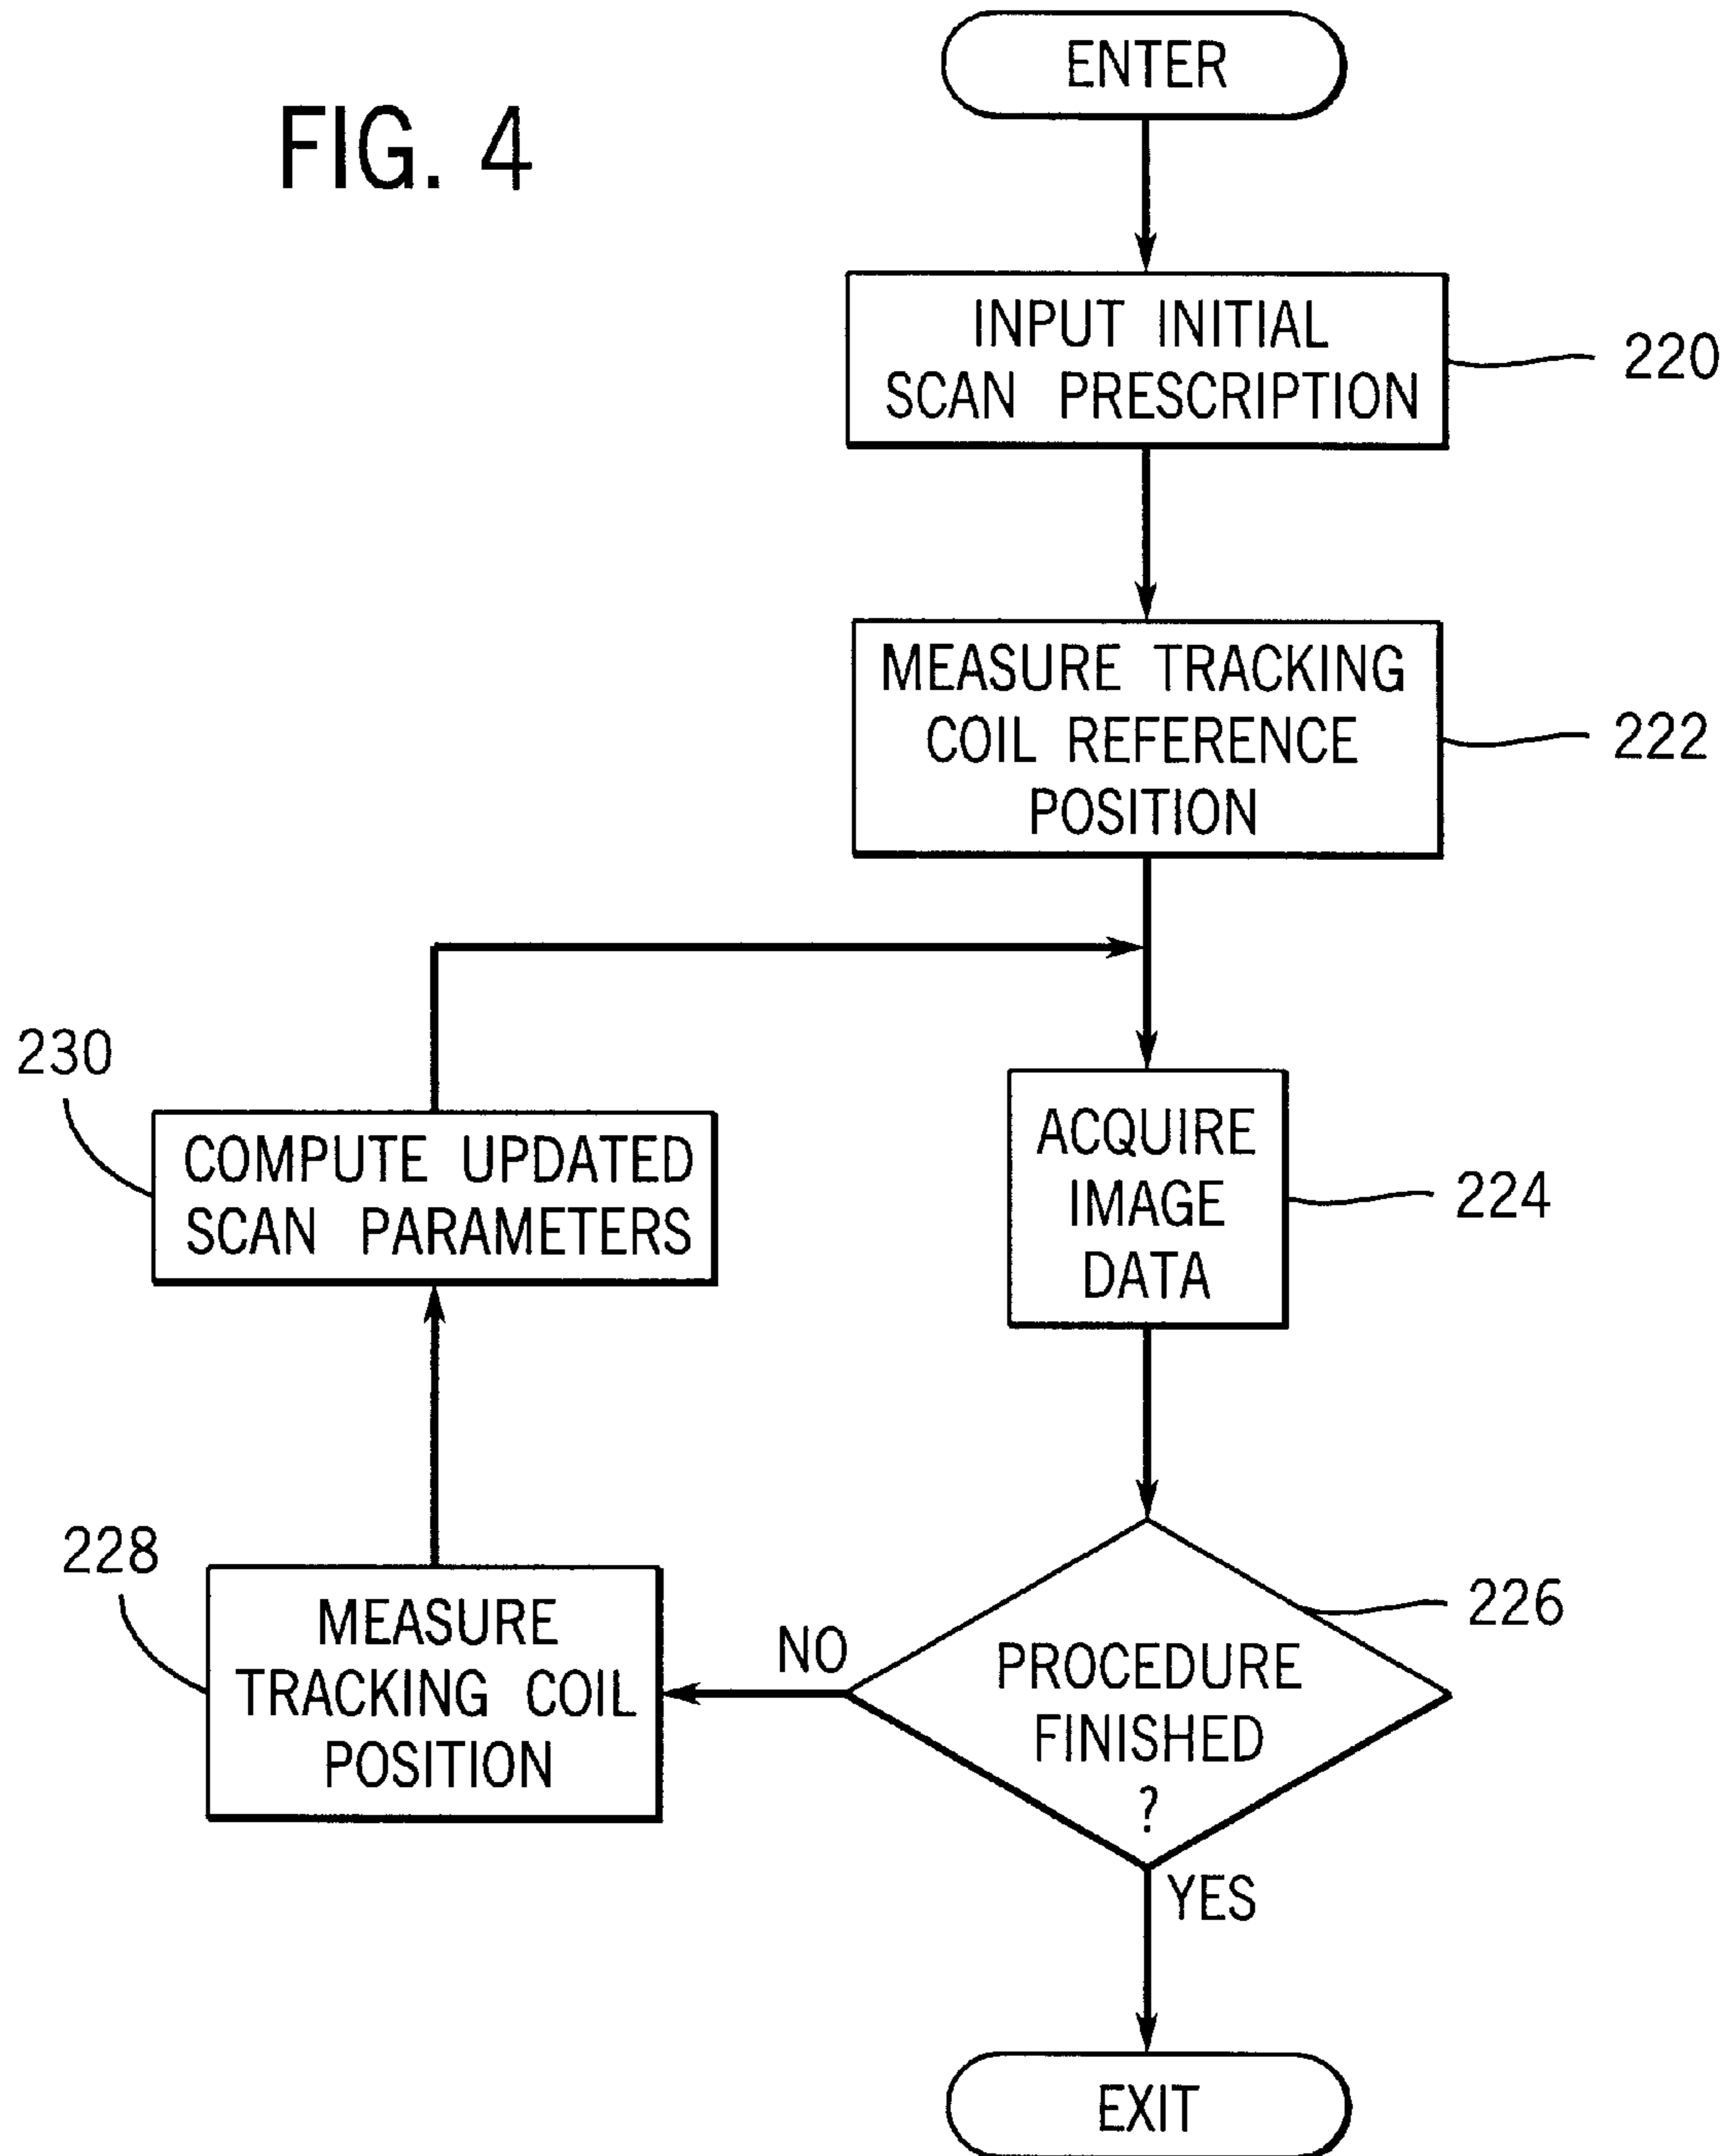 FIG. 4
ENTER
INPUT INITIAL
SCAN PRESCRIPTION
220
MEASURE TRACKING
COIL REFERENCE
POSITION
222
230
COMPUTE UPDATED
SCAN PARAMETERS
ACQUIRE
IMAGE
DATA
224
228
MEASURE
TRACKING COIL
POSITION
NO
PROCEDURE
FINISHED
?
226
YES
EXIT